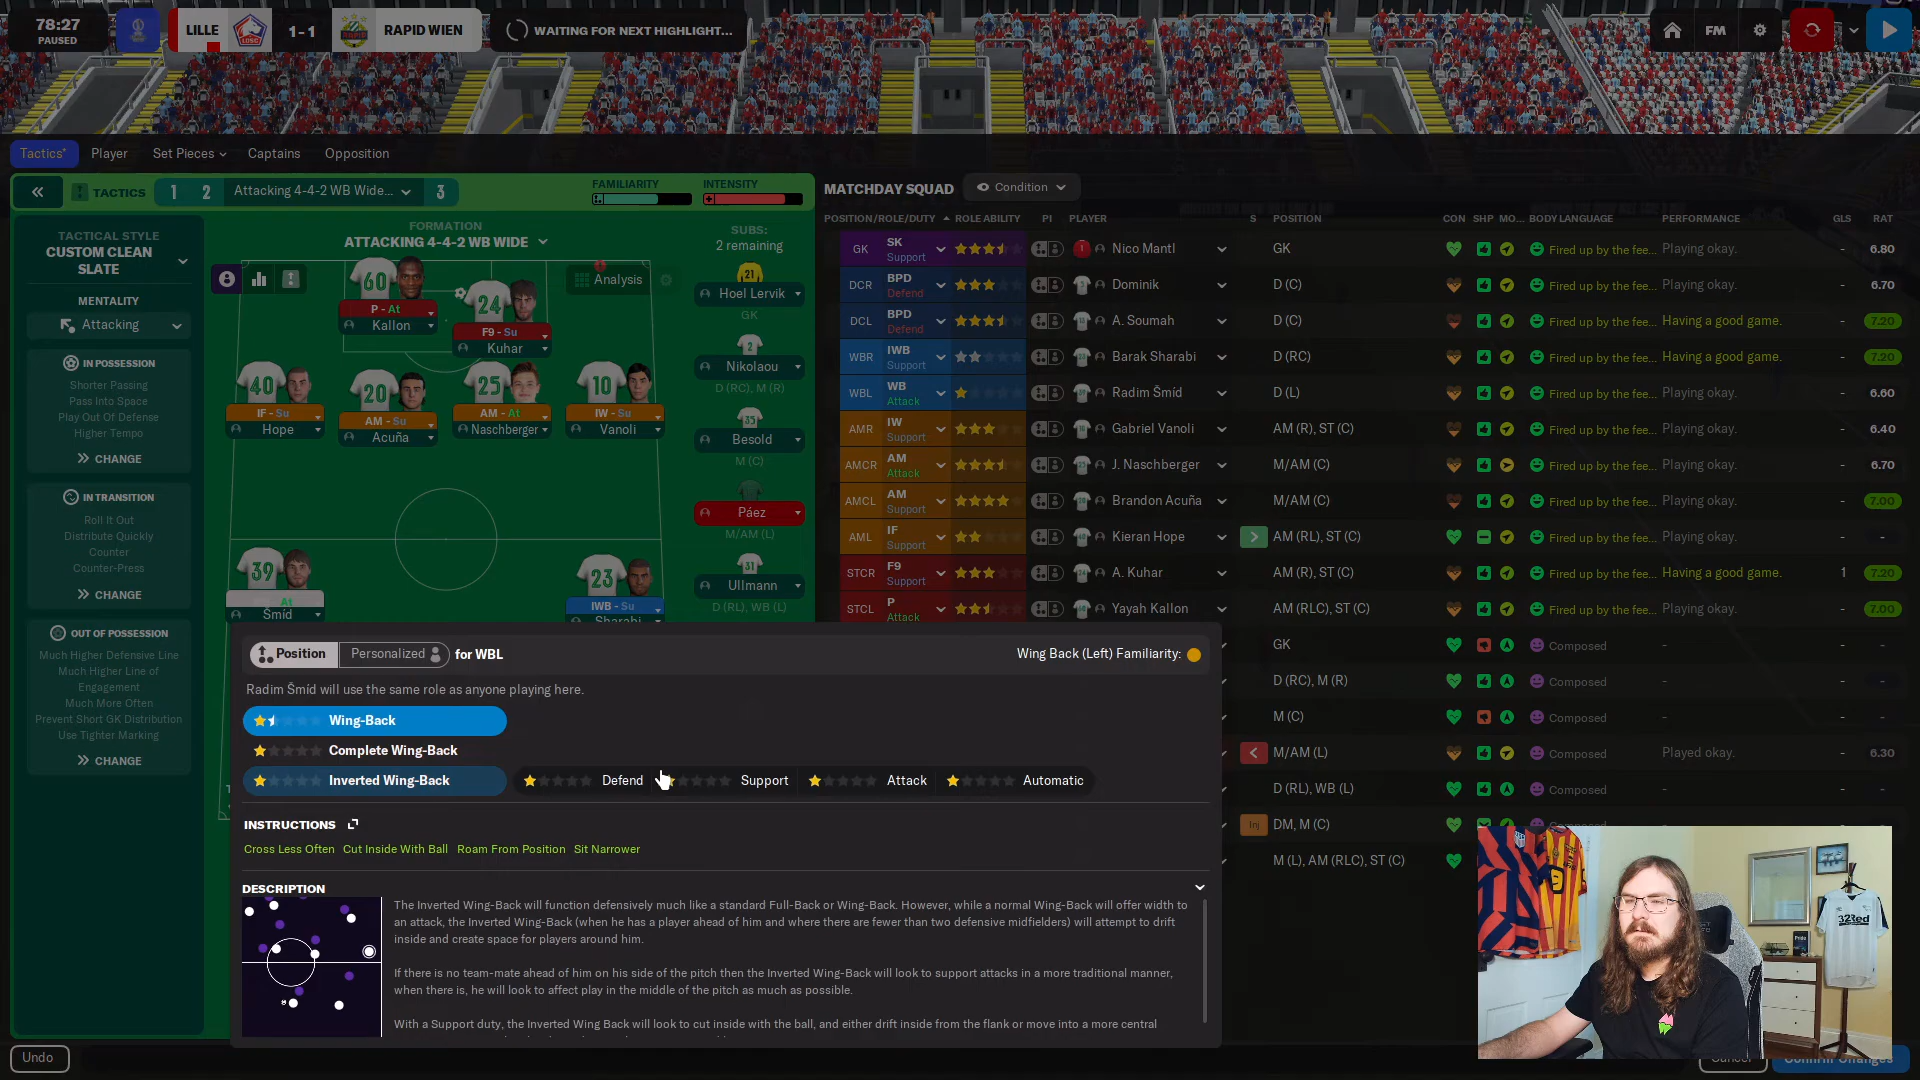 78:27
PAUSED
LILLE
1-1
RAPID WIEN
WAITING FOR NEXT HIGHLIGHT...
FM
Tactics*
Player
Set Pieces
Captains
Opposition
TACTICS
1
2
Attacking 4-4-2 WB Wide...
3
FAMILIARITY
INTENSITY
TACTICAL STYLE
CUSTOM CLEAN
SLATE
MENTALITY
Attacking
IN POSSESSION
Shorter Passing
Pass Into Space
Play Out Of Defense
Higher Tempo
CHANGE
IN TRANSITION
Roll It Out
Distribute Quickly
Counter
Counter-Press
CHANGE
OUT OF POSSESSION
Much Higher Defensive Line
Much Higher Line of
Engagement
Much More Often
Prevent Short GK Distribution
Use Tighter Marking
CHANGE
FORMATION
ATTACKING 4-4-2 WB WIDE
SUBS:
2 remaining
Analysis
60
P - At
Kallon
24
F9 - Su
Kuhar
40
IF - Su
Hope
20
AM - Su
Acuña
25
AM - At
Naschberger
10
IW - Su
Vanoli
39
At
Šmíd
23
IWB - Su
Sharabi
21
Hoel Lervik
GK
2
Nikolaou
D (RC), M (R)
35
Besold
M (C)
Páez
M/AM (L)
31
Ullmann
D (RL), WB (L)
MATCHDAY SQUAD
Condition
POSITION/ROLE/DUTY
ROLE ABILITY
PI
PLAYER
S
POSITION
CON
SHP
MO...
BODY LANGUAGE
PERFORMANCE
GLS
RAT
GK SK Support Nico Mantl GK Fired up by the fee... Playing okay. - 6.80
DCR BPD Defend Dominik D (C) Fired up by the fee... Playing okay. - 6.70
DCL BPD Defend A. Soumah D (C) Fired up by the fee... Having a good game. - 7.20
WBR IWB Support Barak Sharabi D (RC) Fired up by the fee... Having a good game. - 7.20
WBL WB Attack Radim Šmíd D (L) Fired up by the fee... Playing okay. - 6.60
AMR IW Support Gabriel Vanoli AM (R), ST (C) Fired up by the fee... Playing okay. - 6.40
AMCR AM Attack J. Naschberger M/AM (C) Fired up by the fee... Playing okay. - 6.70
AMCL AM Support Brandon Acuña M/AM (C) Fired up by the fee... Playing okay. - 7.00
AML IF Support Kieran Hope AM (RL), ST (C) Fired up by the fee... Playing okay. - -
STCR F9 Support A. Kuhar AM (R), ST (C) Fired up by the fee... Having a good game. 1 7.20
STCL P Attack Yayah Kallon AM (RLC), ST (C) Fired up by the fee... Playing okay. - 7.00
GK Composed - - -
D (RC), M (R) Composed - - -
M (C) Composed - - -
M/AM (L) Composed Played okay. - 6.30
D (RL), WB (L) Composed - - -
Inj DM, M (C)
M (L), AM (RLC), ST (C)
Position
Personalized
for WBL
Wing Back (Left) Familiarity:
Radim Šmíd will use the same role as anyone playing here.
Wing-Back
Complete Wing-Back
Inverted Wing-Back
Defend
Support
Attack
Automatic
INSTRUCTIONS
Cross Less Often Cut Inside With Ball Roam From Position Sit Narrower
DESCRIPTION
The Inverted Wing-Back will function defensively much like a standard Full-Back or Wing-Back. However, while a normal Wing-Back will offer width to
an attack, the Inverted Wing-Back (when he has a player ahead of him and where there are fewer than two defensive midfielders) will attempt to drift
inside and create space for players around him.
If there is no team-mate ahead of him on his side of the pitch then the Inverted Wing-Back will look to support attacks in a more traditional manner,
when there is, he will look to affect play in the middle of the pitch as much as possible.
With a Support duty, the Inverted Wing Back will look to cut inside with the ball, and either drift inside from the flank or move into a more central
Undo
Cancel
Confirm Changes
32Red